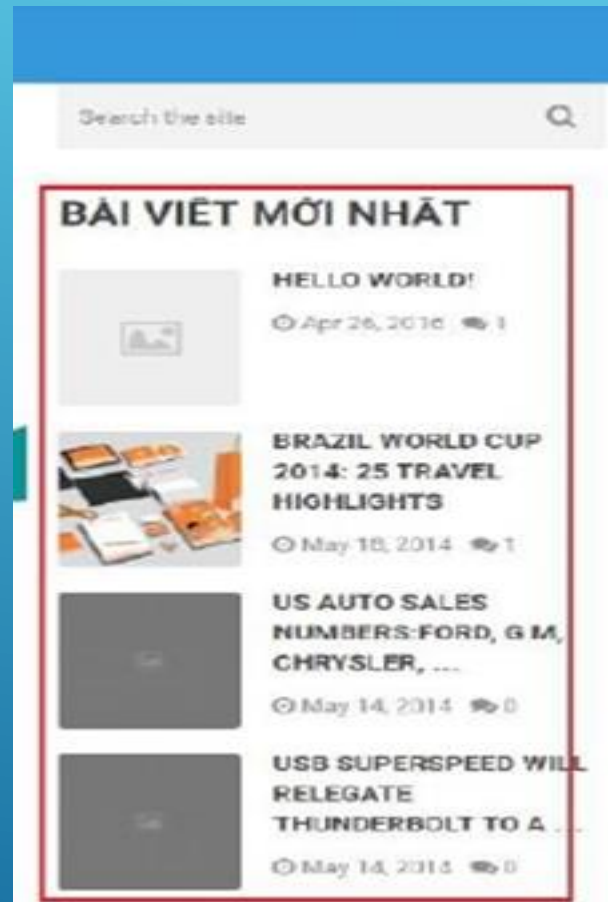 Search the site
BÀI VIẾT MỚI NHẤT
HELLO WORLD!
Apr 26, 2016 1
BRAZIL WORLD CUP
2014: 25 TRAVEL
HIGHLIGHTS
May 18, 2014 1
US AUTO SALES
NUMBERS:FORD, G M,
CHRYSLER, ...
May 14, 2014 0
USB SUPERSPEED WILL
RELEGATE
THUNDERBOLT TO A ...
May 14, 2014 0